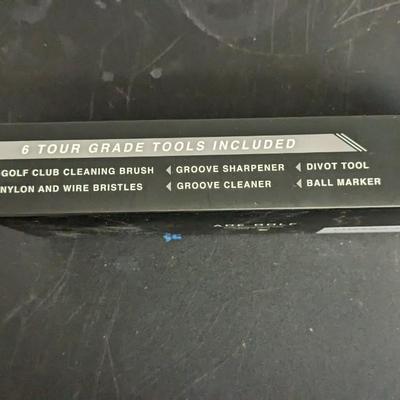 6 TOUR GRADE TOOLS INCLUDED
GOLF CLUB CLEANING BRUSH GROOVE SHARPENER DIVOT TOOL
NYLON AND WIRE BRISTLES GROOVE CLEANER BALL MARKER
GOLF